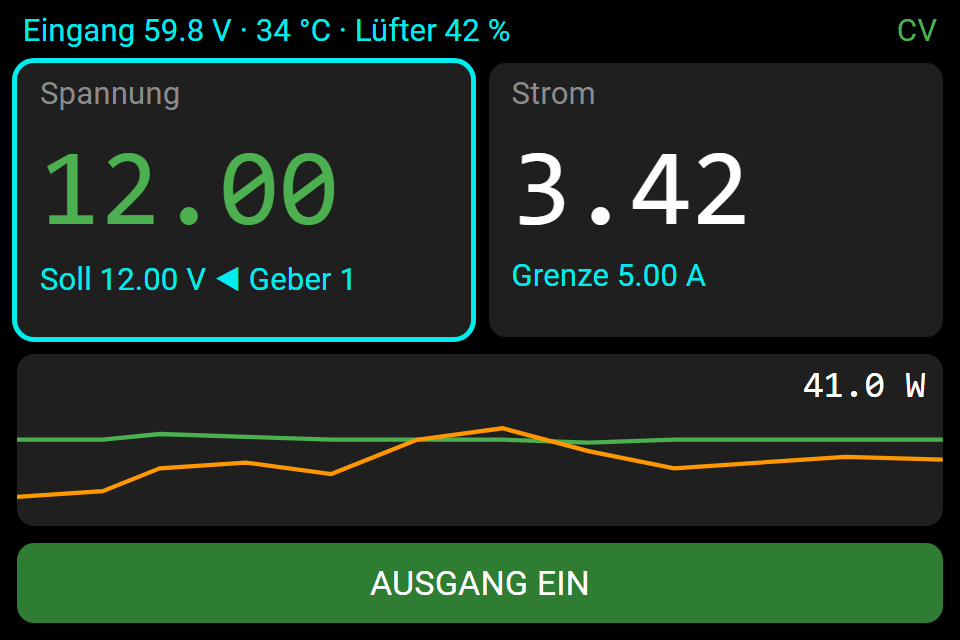 Eingang 59.8 V · 34 °C · Lüfter 42 %
CV
Spannung
12.00
Soll 12.00 V ◀ Geber 1
Strom
3.42
Grenze 5.00 A
41.0 W
AUSGANG EIN